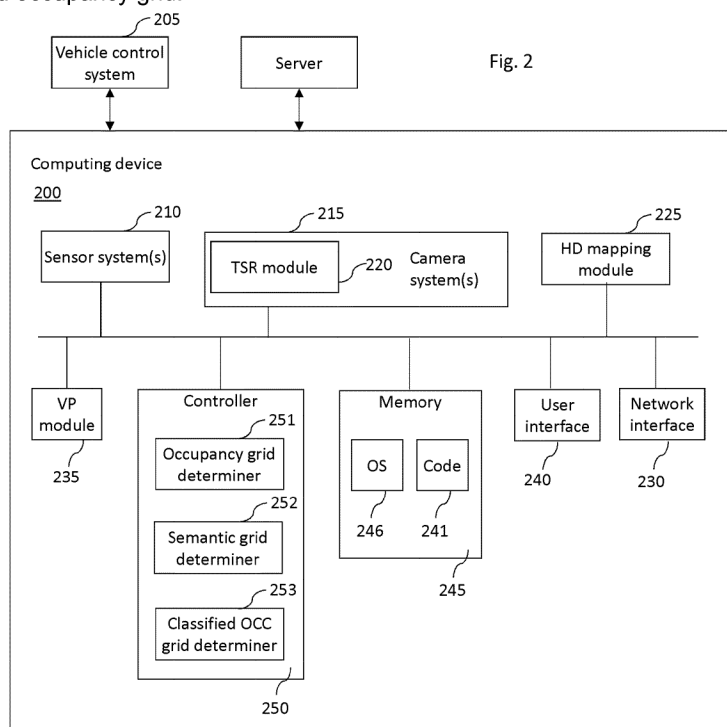 occupancy grid.
205
Vehicle control
system
Server
Fig. 2
Computing device
200
210
Sensor system(s)
215
TSR module
220
Camera
system(s)
225
HD mapping
module
VP
module
235
Controller
251
Occupancy grid
determiner
252
Semantic grid
determiner
253
Classified OCC
grid determiner
250
Memory
OS
Code
246
241
245
User
interface
240
Network
interface
230